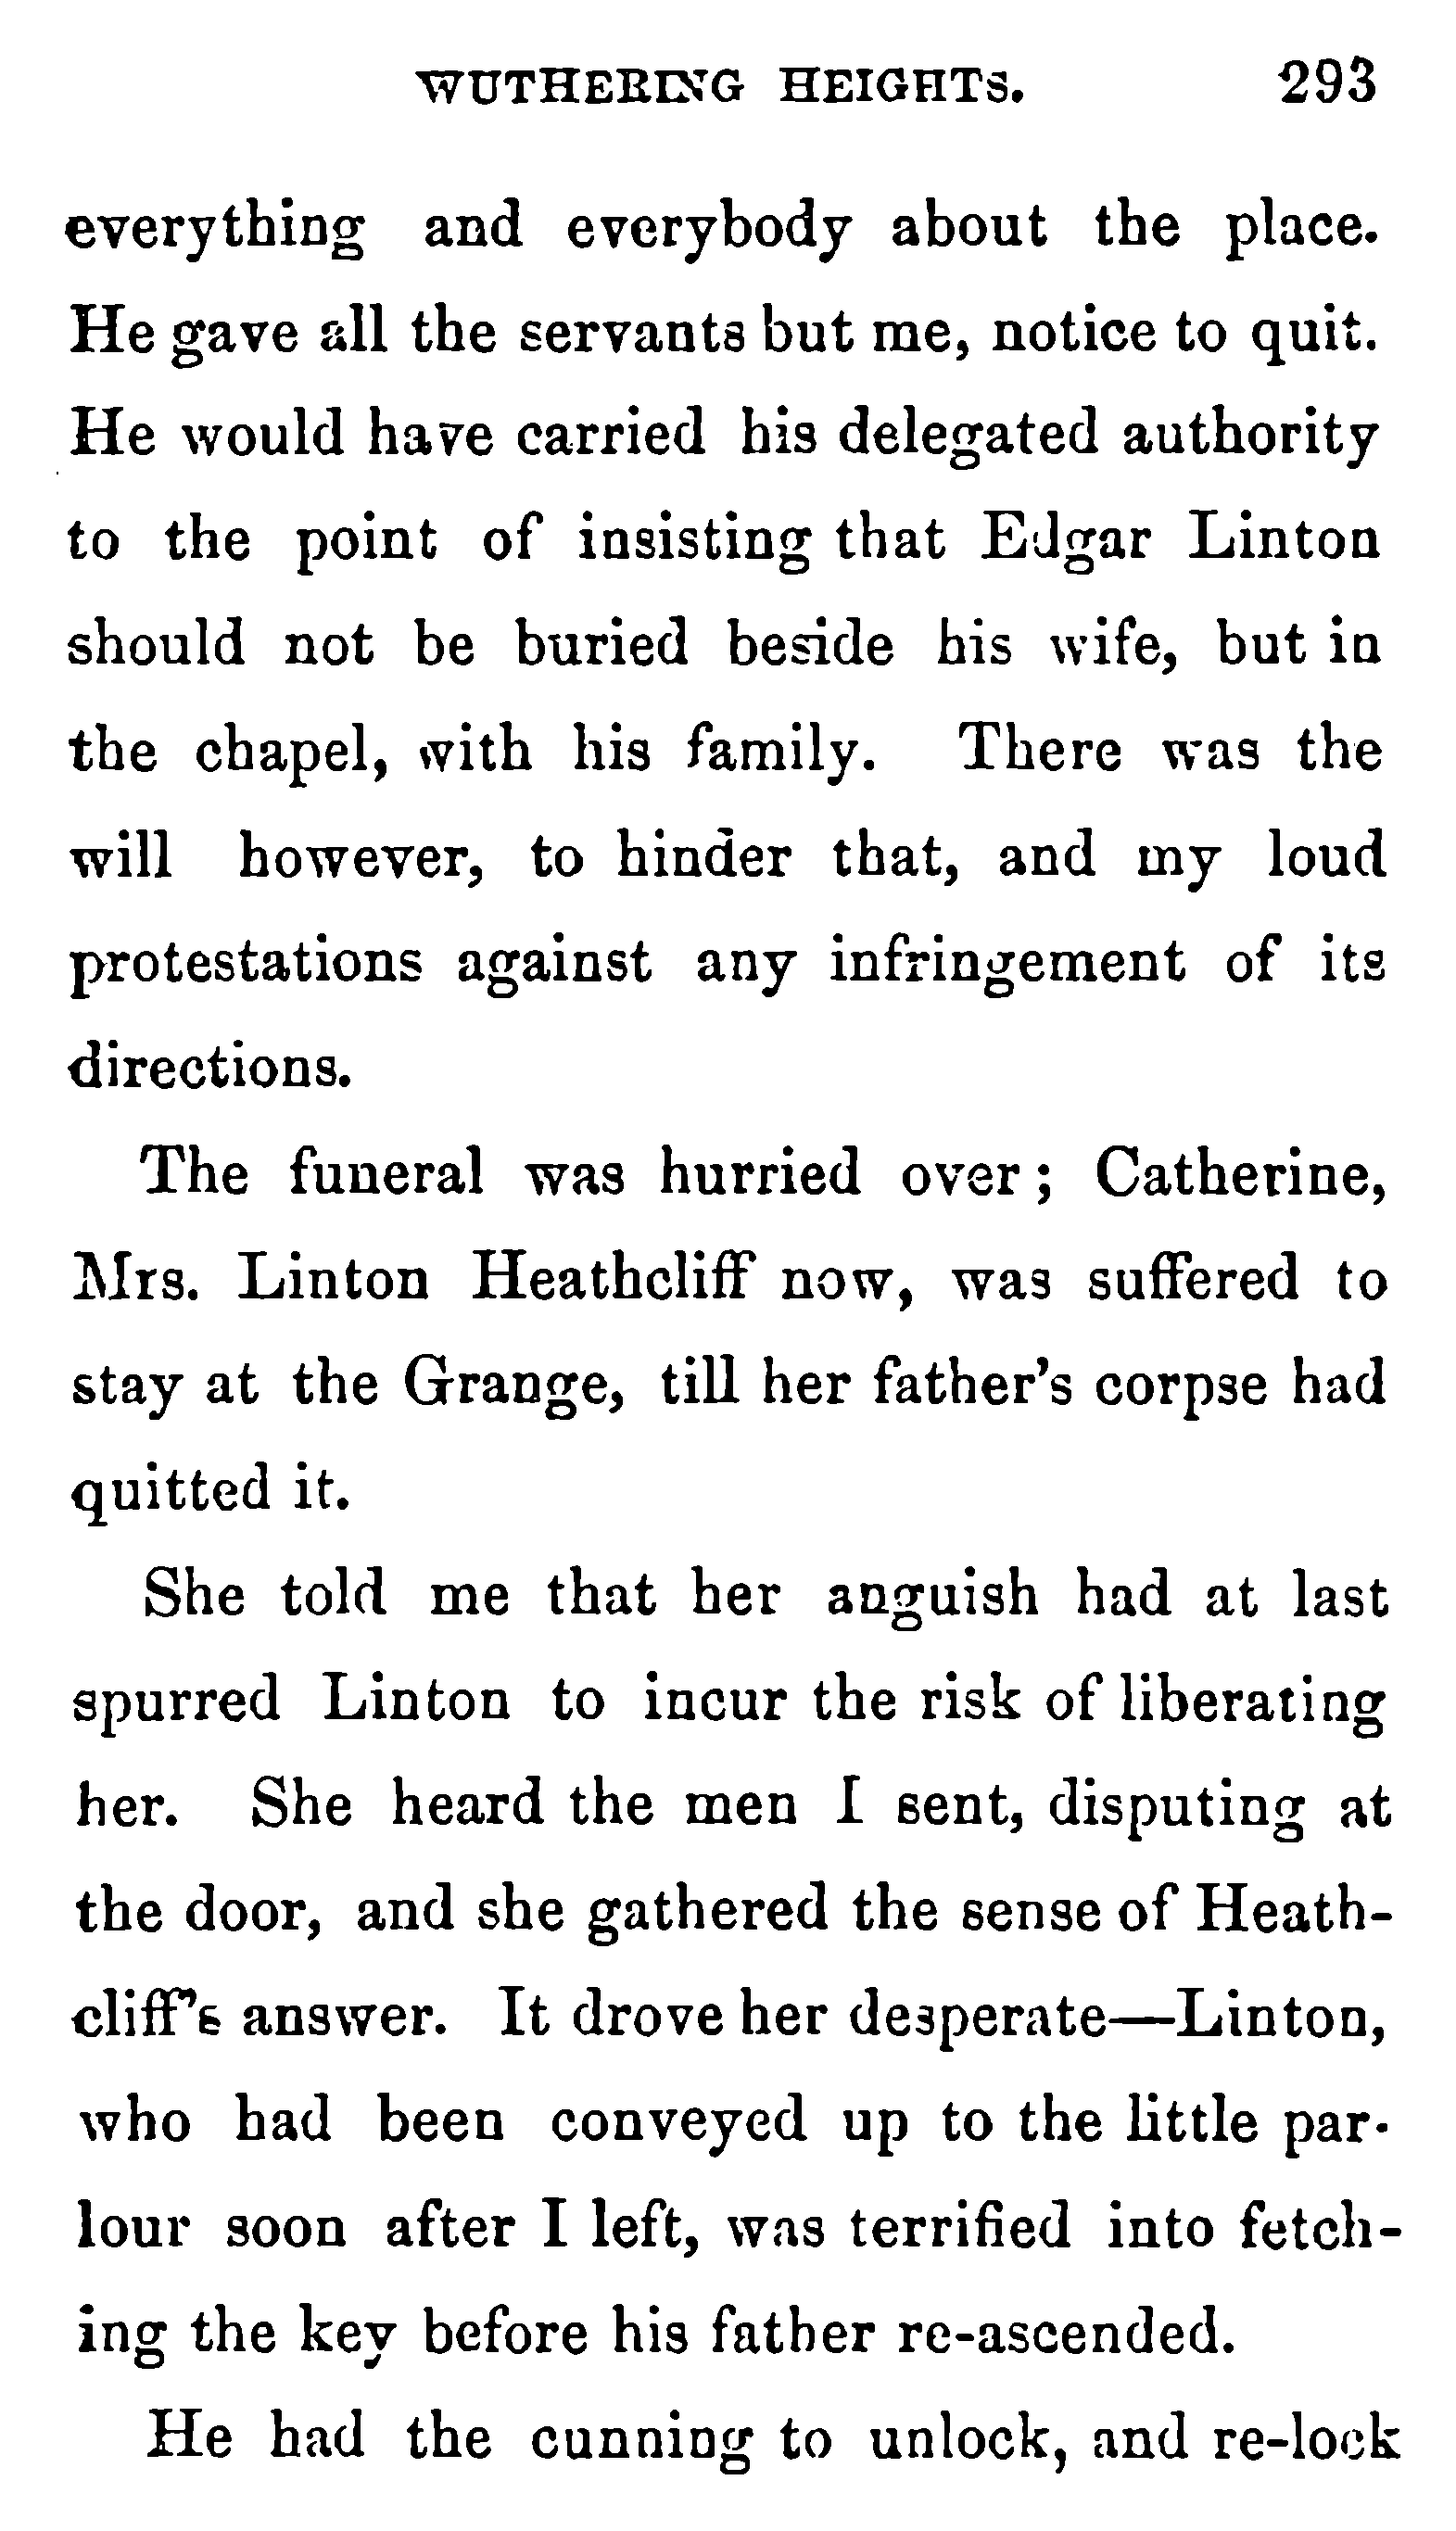 WUTHERING HEIGHTS. 293
everything and everybody about the place.
He gave all the servants but me, notice to quit.
He would have carried his delegated authority
to the point of insisting that Edgar Linton
should not be buried beside his wife, but in
the chapel, with his family. There was the
will however, to hinder that, and my loud
protestations against any infringement of its
directions.
The funeral was hurried over; Catherine,
Mrs. Linton Heathcliff now, was suffered to
stay at the Grange, till her father's corpse had
quitted it.
She told me that her anguish had at last
spurred Linton to incur the risk of liberating
her. She heard the men I sent, disputing at
the door, and she gathered the sense of Heath-
cliff's answer. It drove her desperate—Linton,
who had been conveyed up to the little par-
lour soon after I left, was terrified into fetch-
ing the key before his father re-ascended.
He had the cunning to unlock, and re-lock